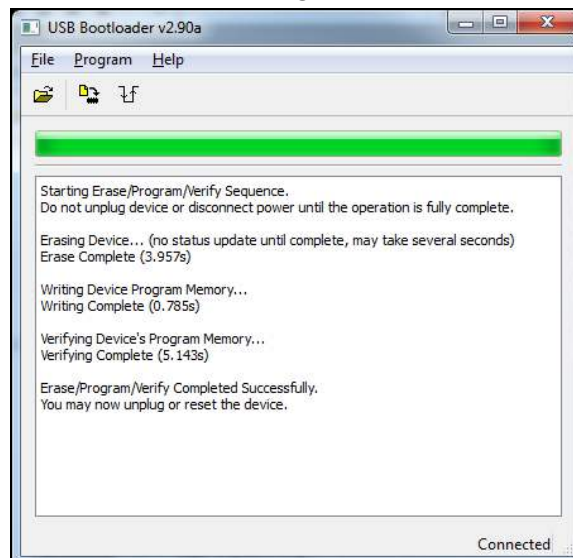 USB Bootloader v2.90a
File Program Help
Starting Erase/Program/Verify Sequence.
Do not unplug device or disconnect power until the operation is fully complete.
Erasing Device... (no status update until complete, may take several seconds)
Erase Complete (3.957s)
Writing Device Program Memory...
Writing Complete (0.785s)
Verifying Device's Program Memory...
Verifying Complete (5.143s)
Erase/Program/Verify Completed Successfully.
You may now unplug or reset the device.
Connected